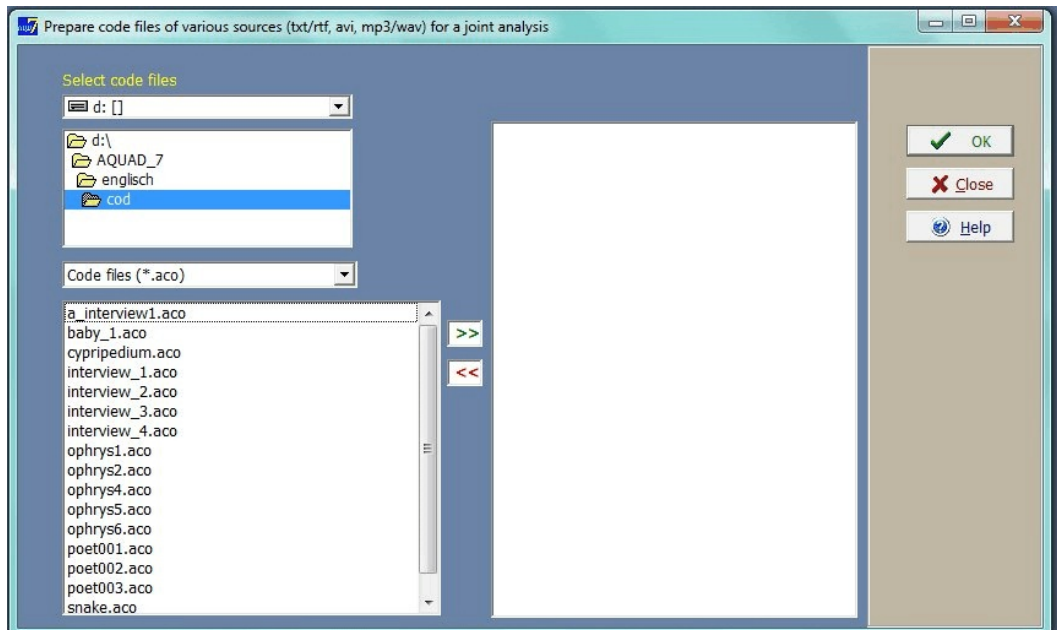 Prepare code files of various sources (txt/rtf, avi, mp3/wav) for a joint analysis
Select code files
d: []
d:\
AQUAD_7
englisch
cod
Code files (*.aco)
a_interview1.aco
baby_1.aco
cypripedium.aco
interview_1.aco
interview_2.aco
interview_3.aco
interview_4.aco
ophrys1.aco
ophrys2.aco
ophrys4.aco
ophrys5.aco
ophrys6.aco
poet001.aco
poet002.aco
poet003.aco
snake.aco
>>
<<
OK
Close
Help